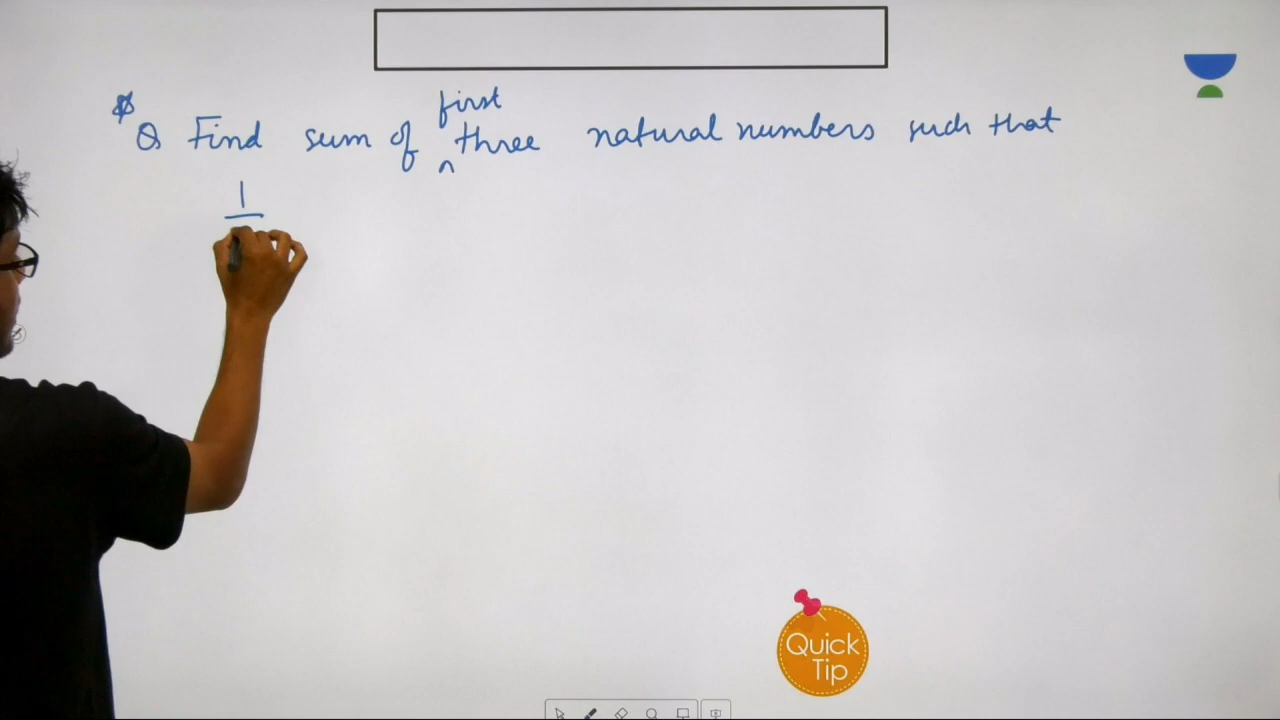 first
Q Find sum of ^ three natural numbers such that
1
Quick
Tip